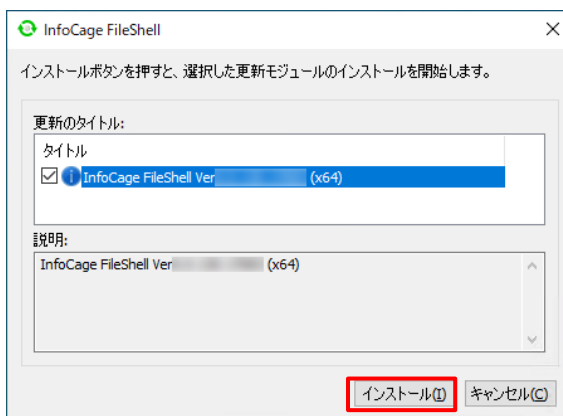 InfoCage FileShell
インストールボタンを押すと、選択した更新モジュールのインストールを開始します。
更新のタイトル:
タイトル
InfoCage FileShell Ver (x64)
説明:
InfoCage FileShell Ver (x64)
インストール(I) キャンセル(C)